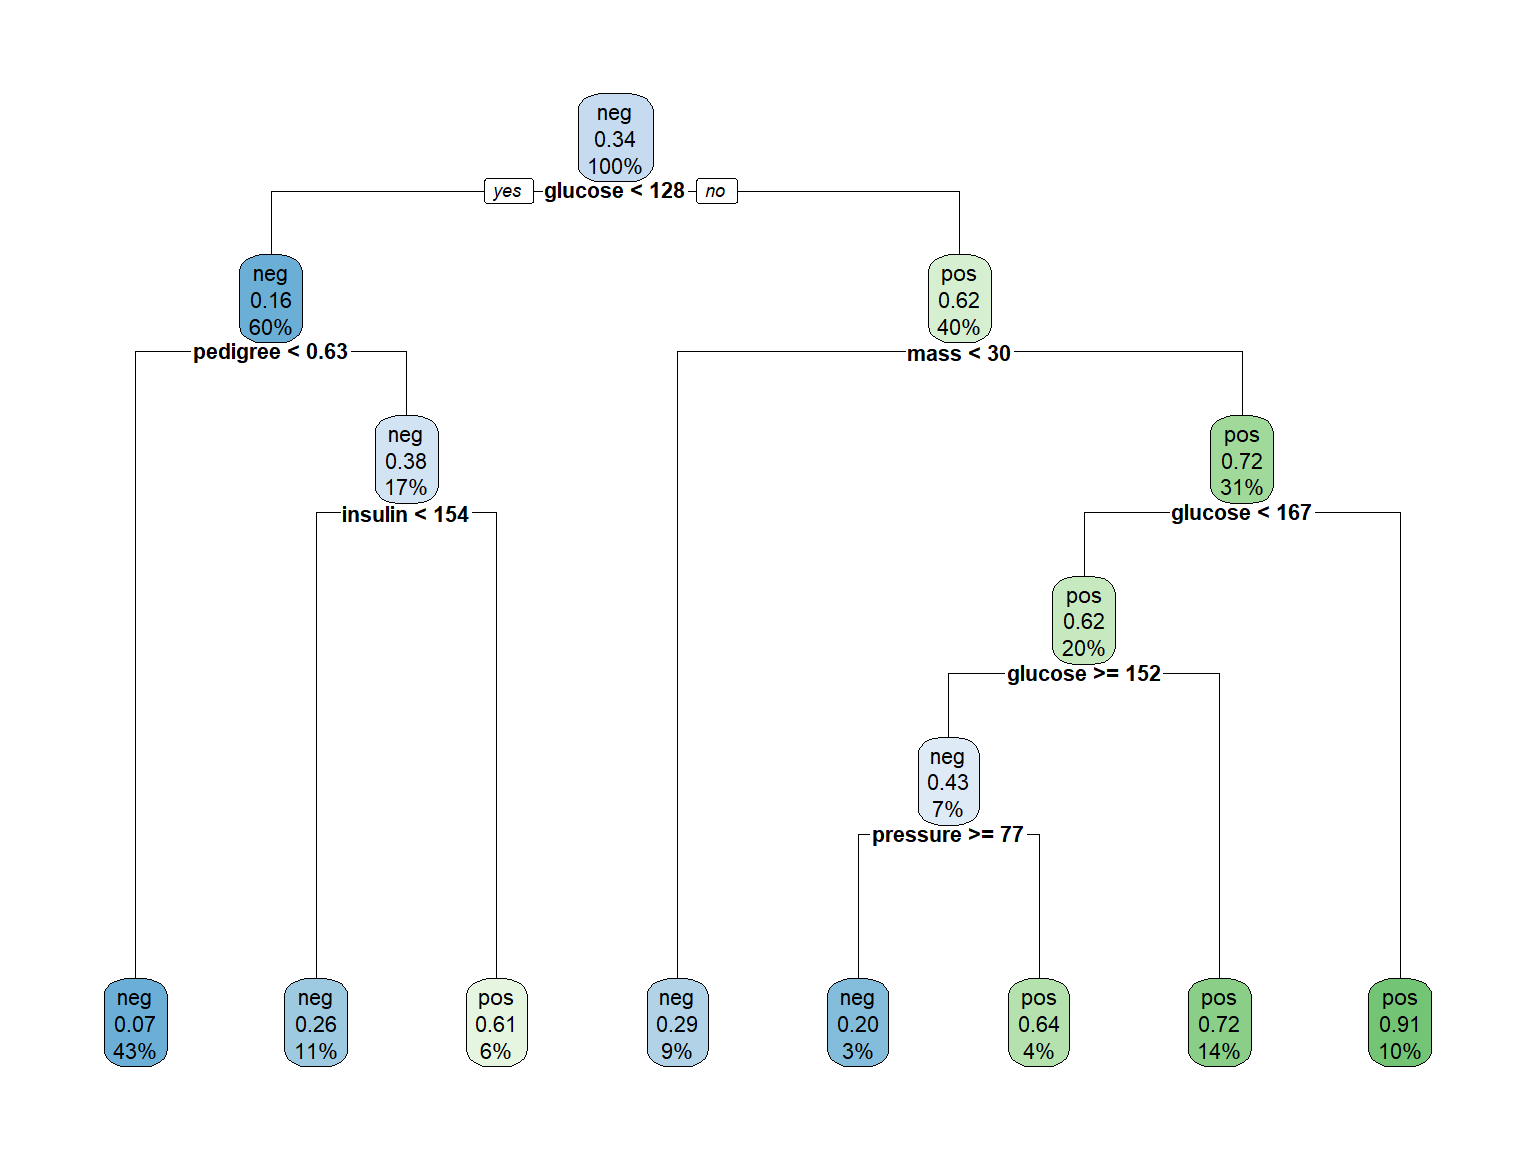 neg
0.34
100%
yes
glucose < 128
no
neg
0.16
60%
pos
0.62
40%
pedigree < 0.63
mass < 30
neg
0.38
17%
pos
0.72
31%
insulin < 154
glucose < 167
pos
0.62
20%
glucose >= 152
neg
0.43
7%
pressure >= 77
neg
0.07
43%
neg
0.26
11%
pos
0.61
6%
neg
0.29
9%
neg
0.20
3%
pos
0.64
4%
pos
0.72
14%
pos
0.91
10%